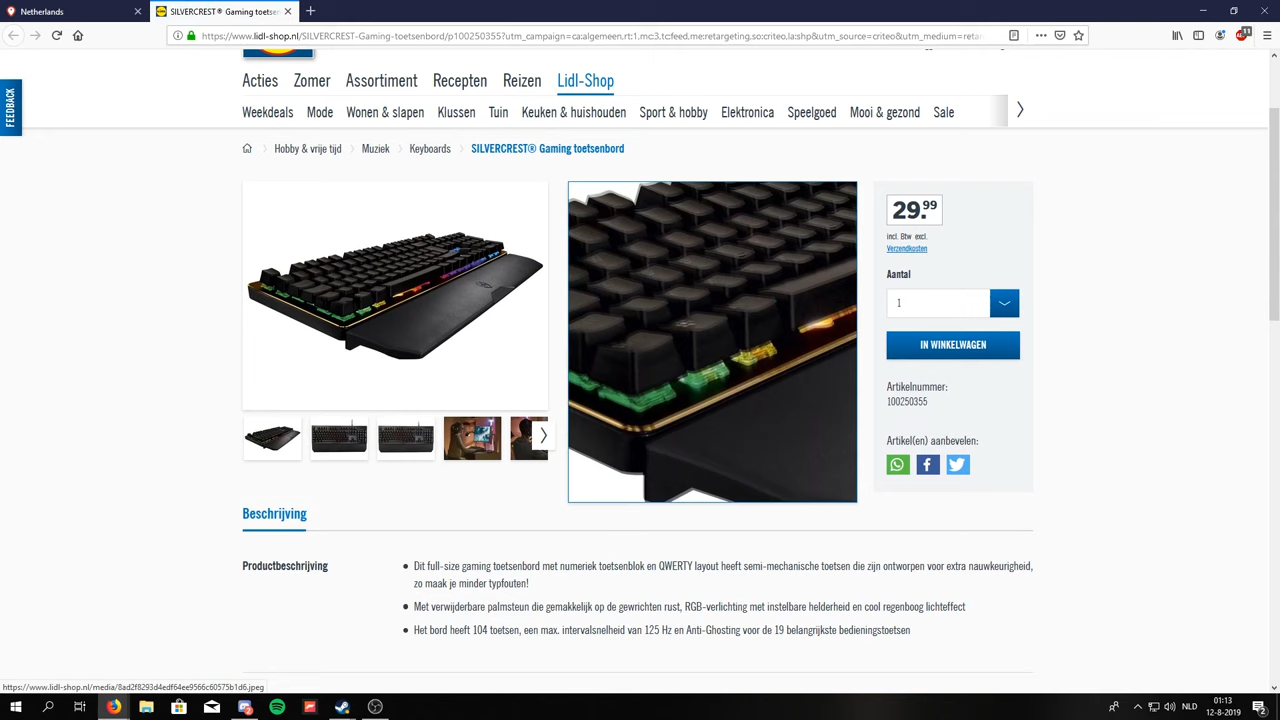 Netherlands
SILVERCREST® Gaming toetsen
https://www.lidl-shop.nl/SILVERCREST-Gaming-toetsenbord/p100250355?utm_campaign=ca:algemeen,rt:1,mc3,tcfeed,me:retargeting,so:criteo,la:shp&utm_source=criteo&utm_medium=retar
11
Acties Zomer Assortiment Recepten Reizen Lidl-Shop
FEEDBACK
Weekdeals Mode Wonen & slapen Klussen Tuin Keuken & huishouden Sport & hobby Elektronica Speelgoed Mooi & gezond Sale
Hobby & vrije tijd Muziek Keyboards SILVERCREST® Gaming toetsenbord
29.99
incl. Btw excl.
Verzendkosten
Aantal
1
IN WINKELWAGEN
Artikelnummer:
100250355
Artikel(en) aanbevelen:
Beschrijving
Productbeschrijving
Dit full-size gaming toetsenbord met numeriek toetsenblok en QWERTY layout heeft semi-mechanische toetsen die zijn ontworpen voor extra nauwkeurigheid,
zo maak je minder typfouten!
Met verwijderbare palmsteun die gemakkelijk op de gewrichten rust, RGB-verlichting met instelbare helderheid en cool regenboog lichteffect
Het bord heeft 104 toetsen, een max. intervalsnelheid van 125 Hz en Anti-Ghosting voor de 19 belangrijkste bedieningstoetsen
https://www.lidl-shop.nl/media/8ad2f8293d4edf64ee9566c60575b1d6.jpeg
NLD
01:13
12-8-2019
2